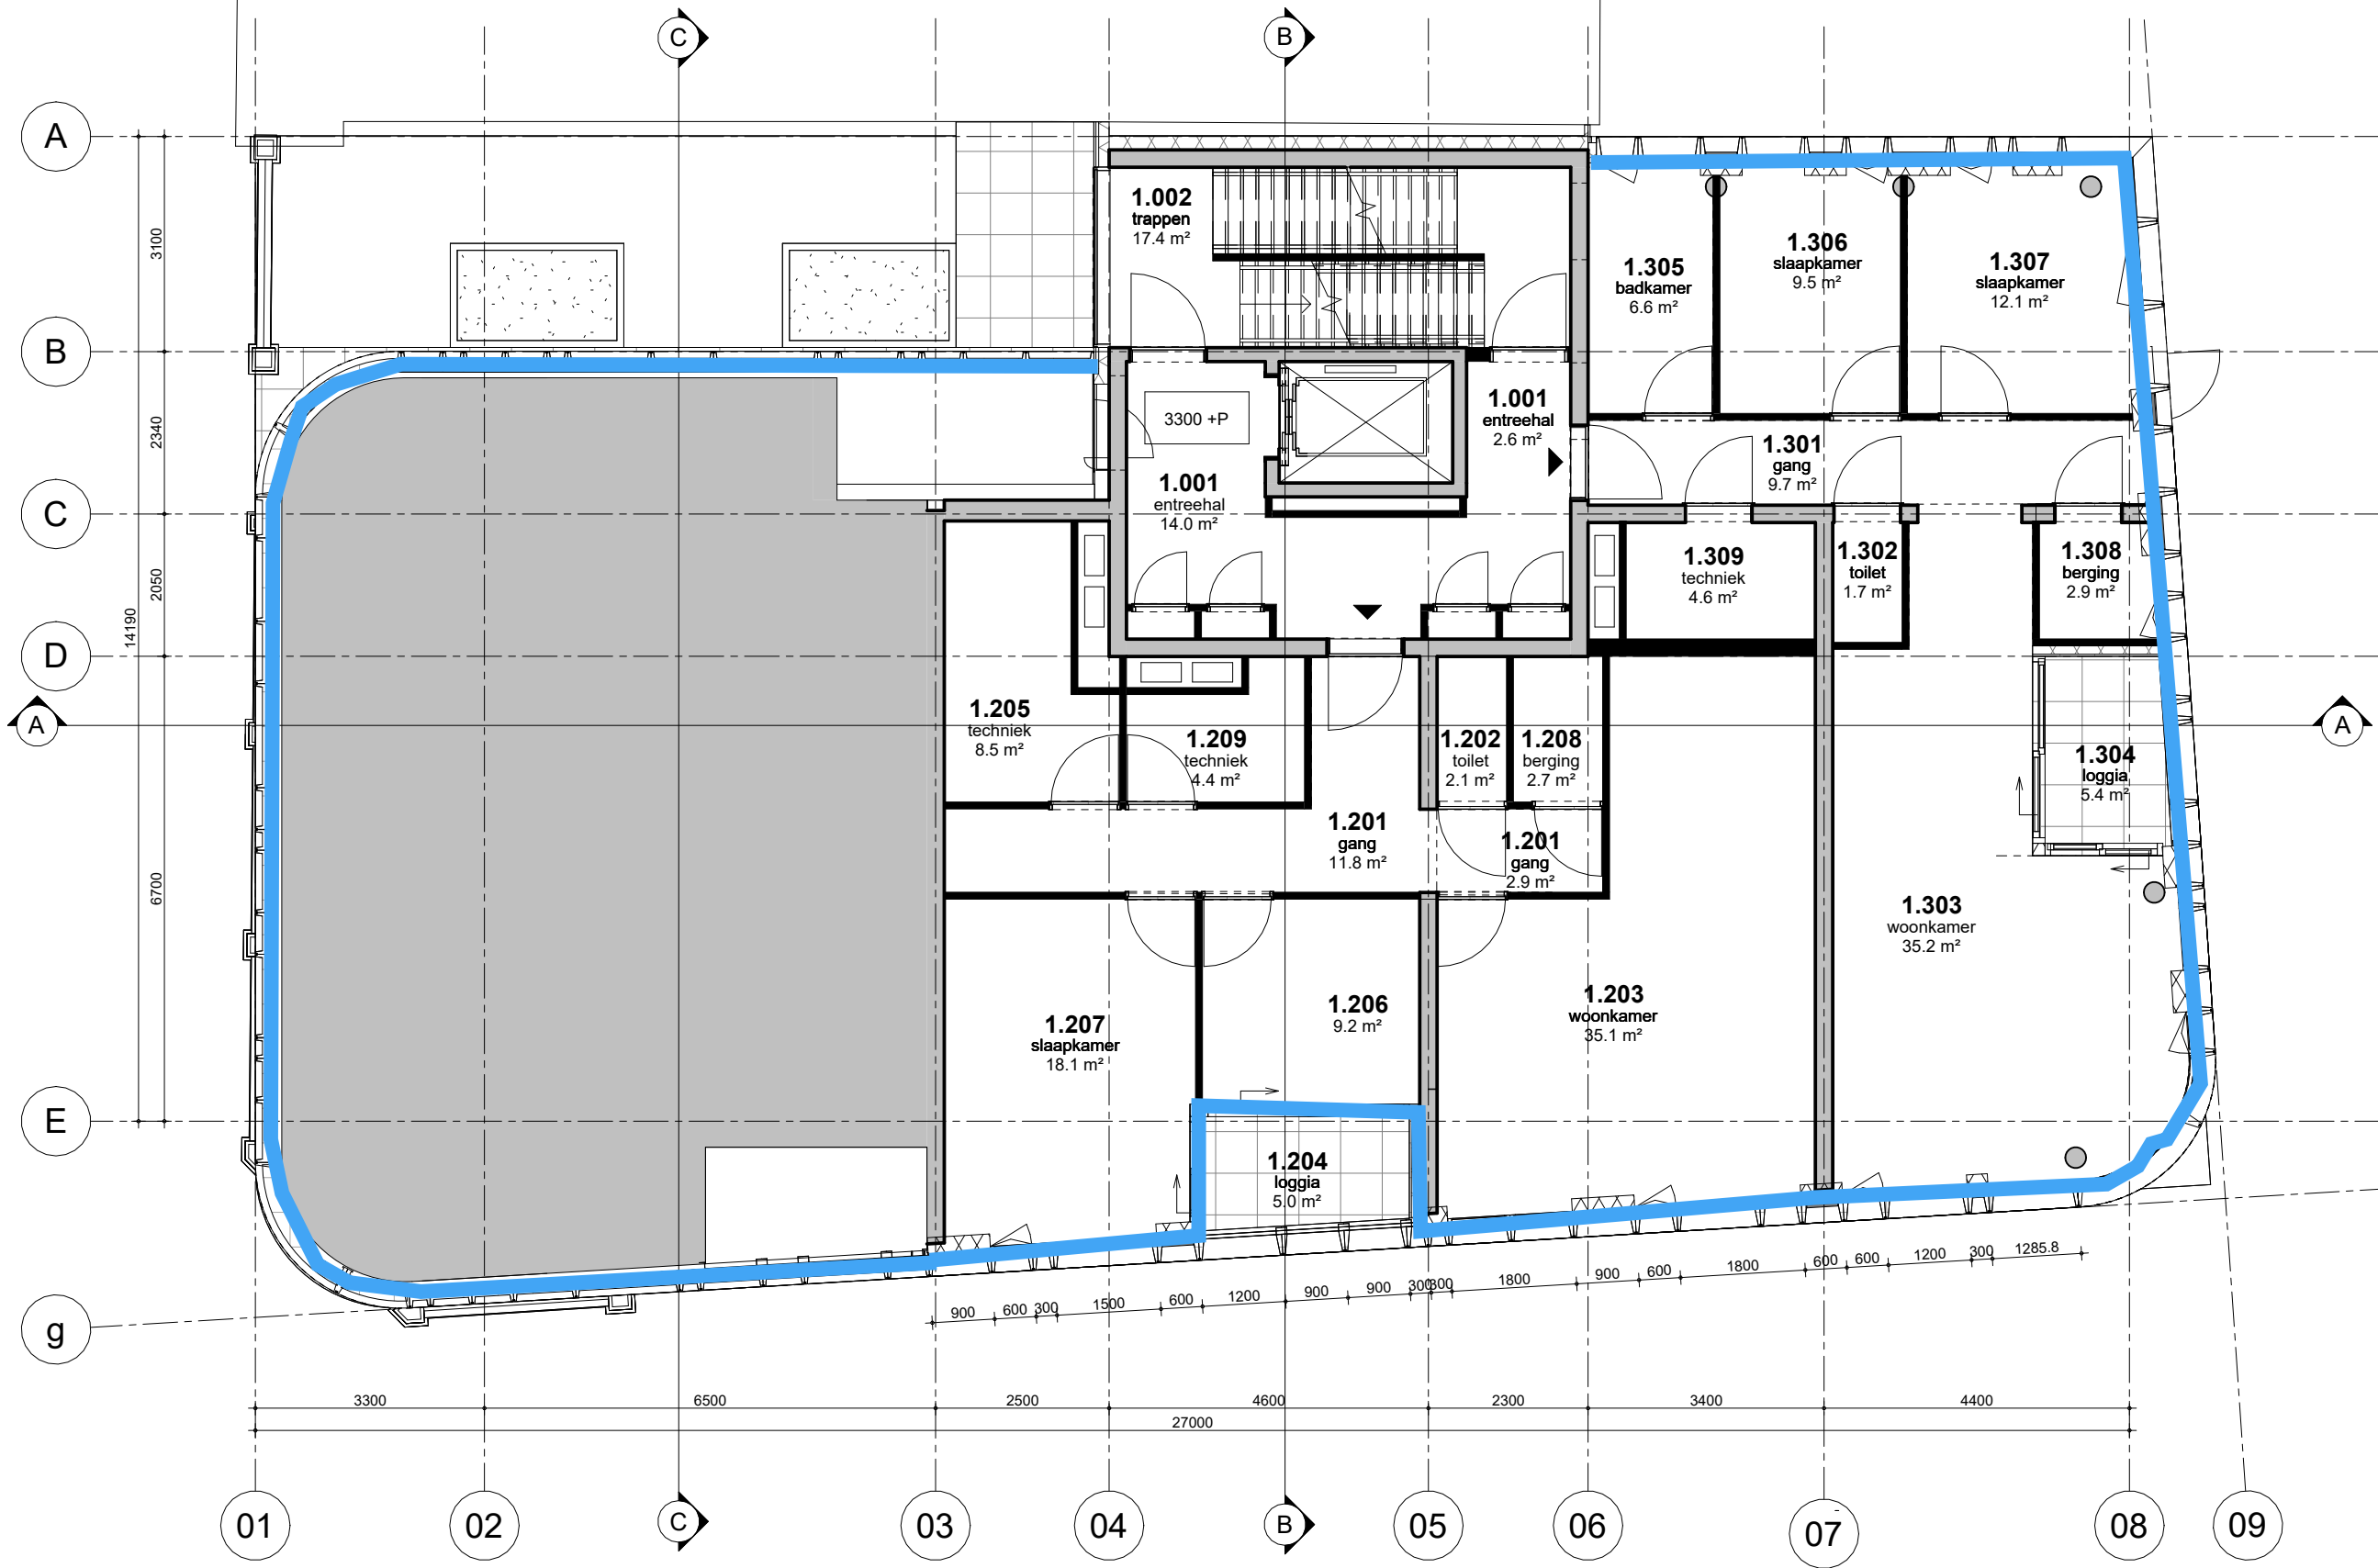 C
B
A
B
C
D
A
E
g
3100
2340
2050
6700
14190
1.002
trappen
17.4 m²
1.305
badkamer
6.6 m²
1.306
slaapkamer
9.5 m²
1.307
slaapkamer
12.1 m²
3300 +P
1.001
entreehal
2.6 m²
1.001
entreehal
14.0 m²
1.301
gang
9.7 m²
1.309
techniek
4.6 m²
1.302
toilet
1.7 m²
1.308
berging
2.9 m²
1.205
techniek
8.5 m²
1.209
techniek
4.4 m²
1.202
toilet
2.1 m²
1.208
berging
2.7 m²
1.304
loggia
5.4 m²
A
1.201
gang
11.8 m²
1.201
gang
2.9 m²
1.303
woonkamer
35.2 m²
1.207
slaapkamer
18.1 m²
1.206
9.2 m²
1.203
woonkamer
35.1 m²
1.204
loggia
5.0 m²
900 600 300 1500 600 1200 900 900 300 300 1800 900 600 1800 600 600 1200 300 1285.8
3300 6500 2500 4600 2300 3400 4400
27000
01 02 C 03 04 B 05 06 07 08 09